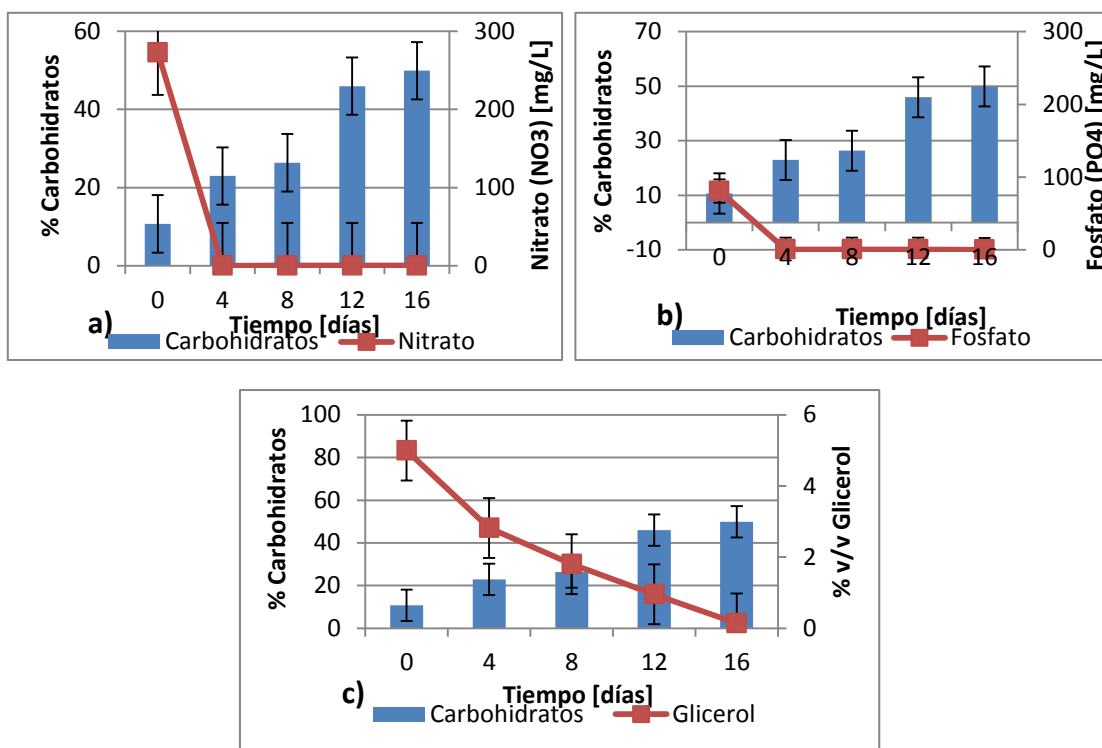 % Carbohidratos
60
40
20
0
300
200
100
0
Nitrato (NO3) [mg/L]
0 4 8 12 16
a) Tiempo [días]
Carbohidratos Nitrato
% Carbohidratos
70
50
30
10
-10
300
200
100
0
Fosfato (PO4) [mg/L]
0 4 8 12 16
b) Tiempo [días]
Carbohidratos Fosfato
% Carbohidratos
100
80
60
40
20
0
6
4
2
0
% v/v Glicerol
0 4 8 12 16
c) Tiempo [días]
Carbohidratos Glicerol